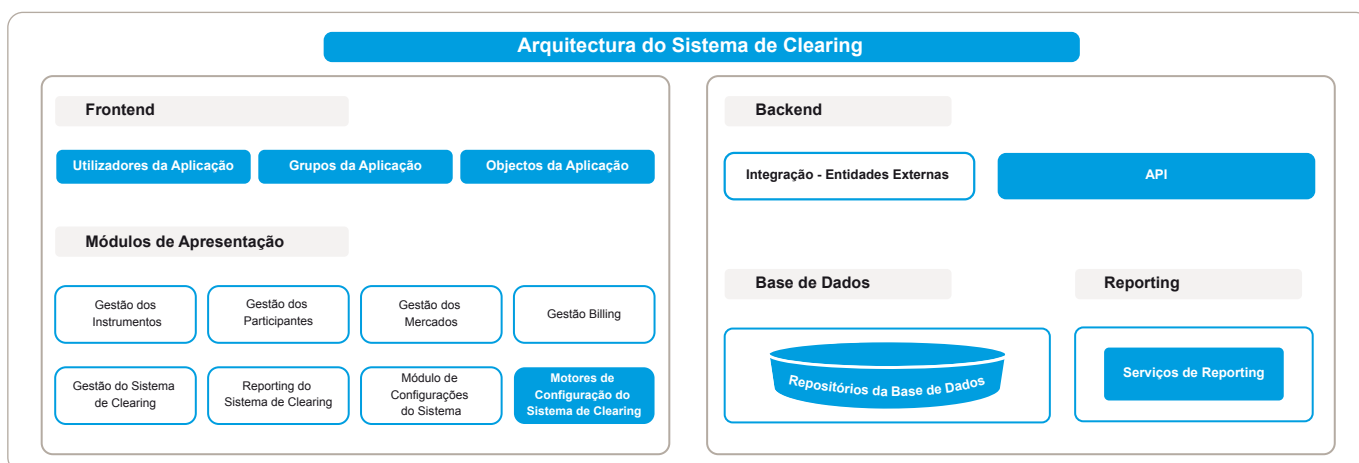 Arquitectura do Sistema de Clearing
Frontend
Utilizadores da Aplicação
Grupos da Aplicação
Objectos da Aplicação
Módulos de Apresentação
Gestão dos
Instrumentos
Gestão dos
Participantes
Gestão dos
Mercados
Gestão Billing
Gestão do Sistema
de Clearing
Reporting do
Sistema de Clearing
Módulo de
Configurações
do Sistema
Motores de
Configuração do
Sistema de Clearing
Backend
Integração - Entidades Externas
API
Base de Dados
Repositórios da Base de Dados
Reporting
Serviços de Reporting